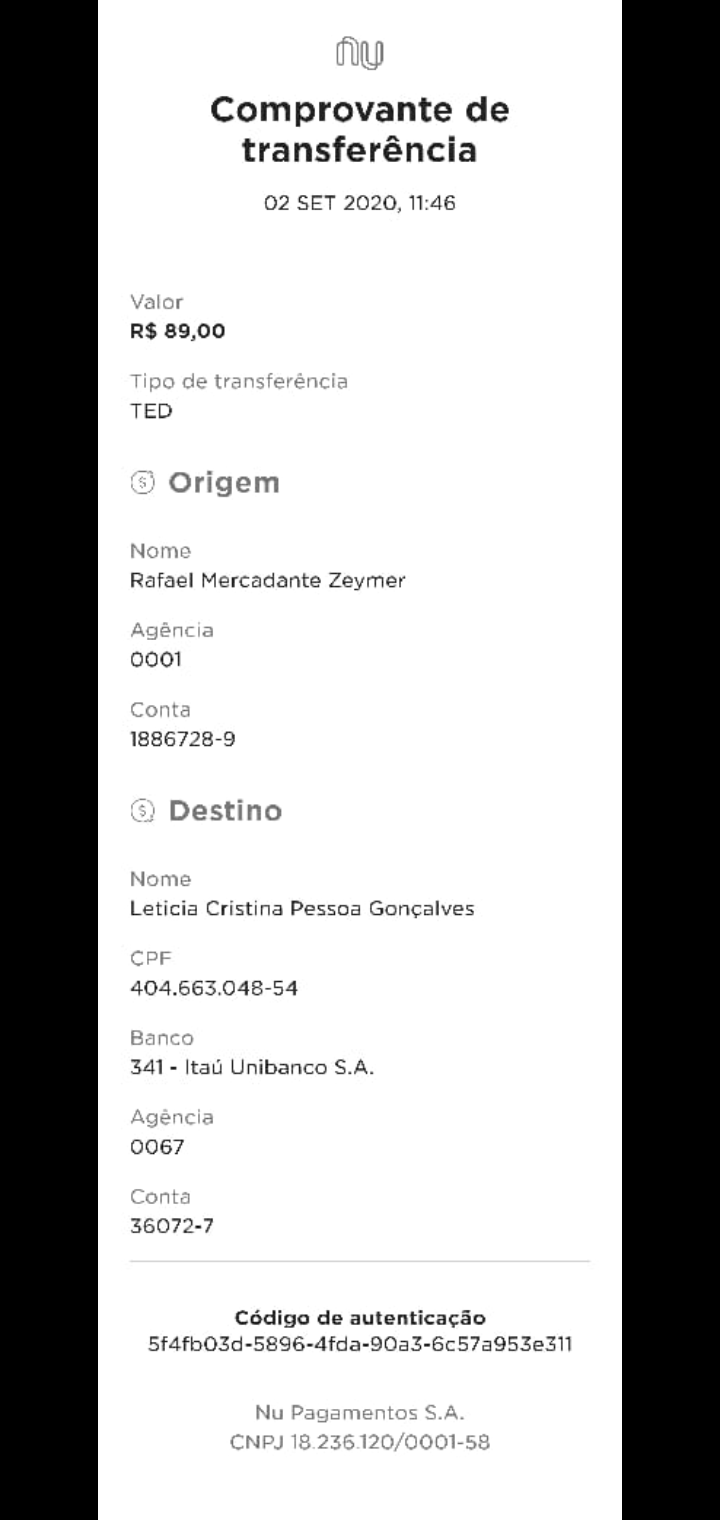 nu
Comprovante de
transferência
02 SET 2020, 11:46
Valor
R$ 89,00
Tipo de transferência
TED
Origem
Nome
Rafael Mercadante Zeymer
Agência
0001
Conta
1886728-9
Destino
Nome
Leticia Cristina Pessoa Gonçalves
CPF
404.663.048-54
Banco
341 - Itaú Unibanco S.A.
Agência
0067
Conta
36072-7
Código de autenticação
5f4fb03d-5896-4fda-90a3-6c57a953e311
Nu Pagamentos S.A.
CNPJ 18.236.120/0001-58